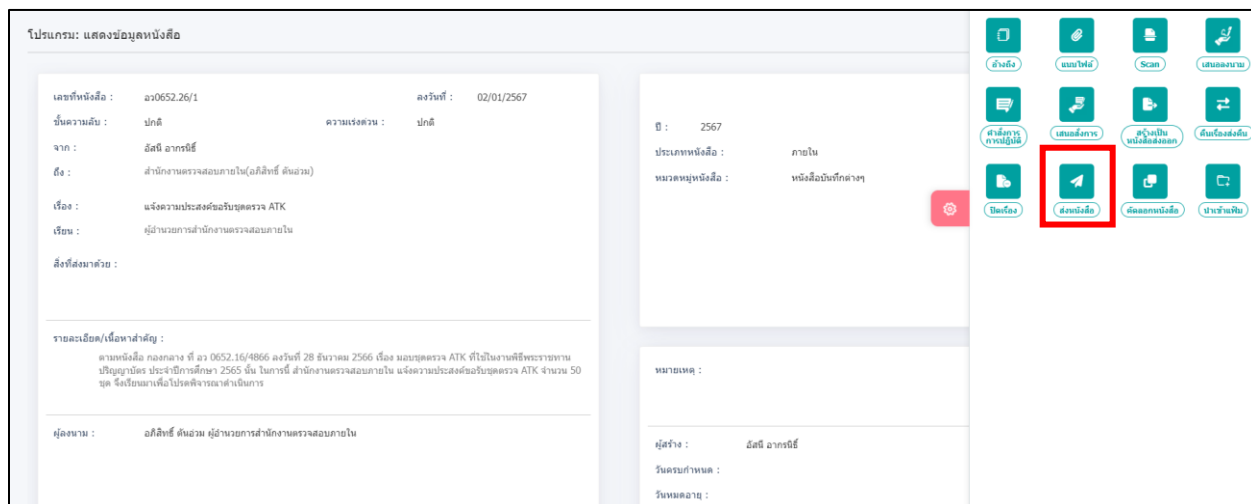 โปรแกรม: แสดงข้อมูลหนังสือ
เลขที่หนังสือ : อว0652.26/1 ลงวันที่ : 02/01/2567
ชั้นความลับ : ปกติ ความเร่งด่วน : ปกติ
จาก : อัสนี อากรนิธิ์
ถึง : สำนักงานตรวจสอบภายใน(อภิสิทธิ์ ตันอ่วม)
เรื่อง : แจ้งความประสงค์ขอรับชุดตรวจ ATK
เรียน : ผู้อำนวยการสำนักงานตรวจสอบภายใน
สิ่งที่ส่งมาด้วย :
รายละเอียด/เนื้อหาสำคัญ :
ตามหนังสือ กองกลาง ที่ อว 0652.16/4866 ลงวันที่ 28 ธันวาคม 2566 เรื่อง มอบชุดตรวจ ATK ที่ใช้ในงานพิธีพระราชทาน
ปริญญาบัตร ประจำปีการศึกษา 2565 นั้น ในการนี้ สำนักงานตรวจสอบภายใน แจ้งความประสงค์ขอรับชุดตรวจ ATK จำนวน 50
ชุด จึงเรียนมาเพื่อโปรดพิจารณาดำเนินการ
ผู้ลงนาม : อภิสิทธิ์ ตันอ่วม ผู้อำนวยการสำนักงานตรวจสอบภายใน
ปี : 2567
ประเภทหนังสือ : ภายใน
หมวดหมู่หนังสือ : หนังสือบันทึกต่างๆ
หมายเหตุ :
ผู้สร้าง : อัสนี อากรนิธิ์
วันครบกำหนด :
วันหมดอายุ :
อ้างถึง แนบไฟล์ Scan เสนอลงนาม
คำสั่งการ
การปฏิบัติ
เสนอสั่งการ
สร้างเป็น
หนังสือส่งออก
คืนเรื่องส่งคืน
ปิดเรื่อง ส่งหนังสือ คัดลอกหนังสือ นำเข้าแฟ้ม